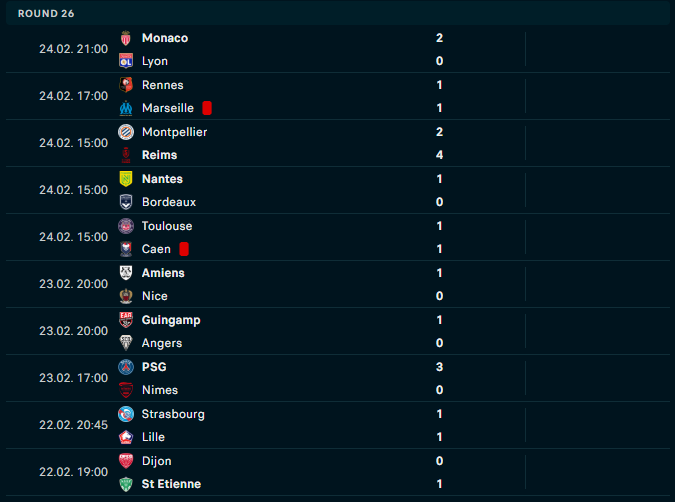 ROUND 26
24.02. 21:00 Monaco 2
Lyon 0
24.02. 17:00 Rennes 1
Marseille 1
24.02. 15:00 Montpellier 2
Reims 4
24.02. 15:00 Nantes 1
Bordeaux 0
24.02. 15:00 Toulouse 1
Caen 1
23.02. 20:00 Amiens 1
Nice 0
23.02. 20:00 Guingamp 1
Angers 0
23.02. 17:00 PSG 3
Nimes 0
22.02. 20:45 Strasbourg 1
Lille 1
22.02. 19:00 Dijon 0
St Etienne 1